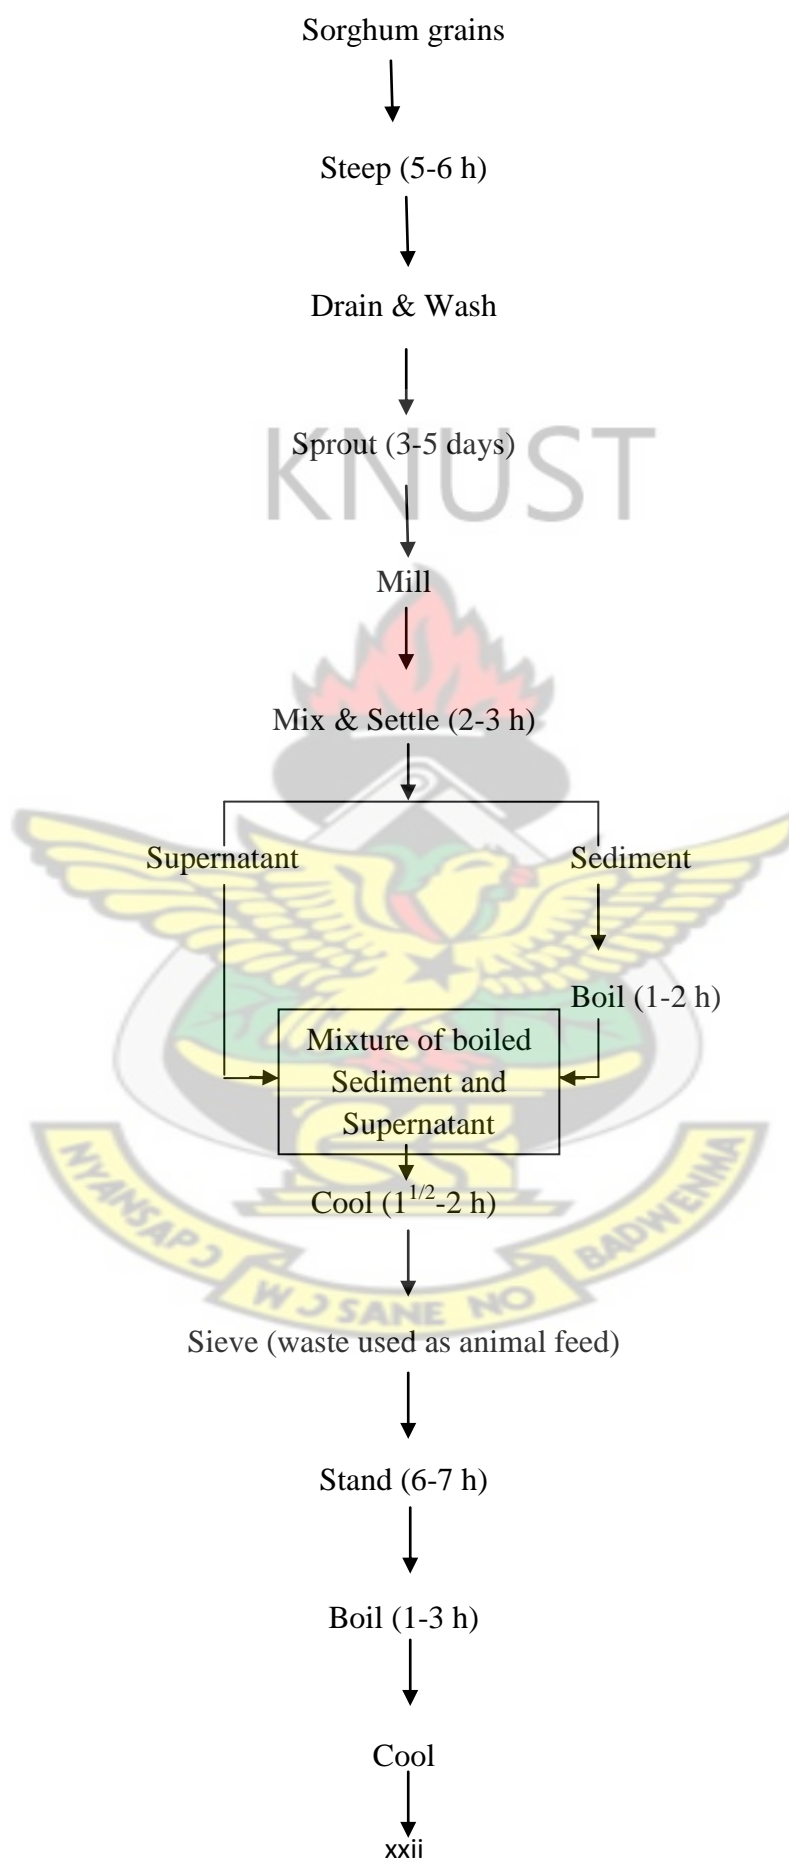 Sorghum grains
Steep (5-6 h)
Drain & Wash
KNUST
Sprout (3-5 days)
Mill
Mix & Settle (2-3 h)
Supernatant
Sediment
Boil (1-2 h)
Mixture of boiled
Sediment and
Supernatant
Cool (1^1/2-2 h)
NYANSAPƆ
WƆ SANE NO
BADWENMA
Sieve (waste used as animal feed)
Stand (6-7 h)
Boil (1-3 h)
Cool
xxii